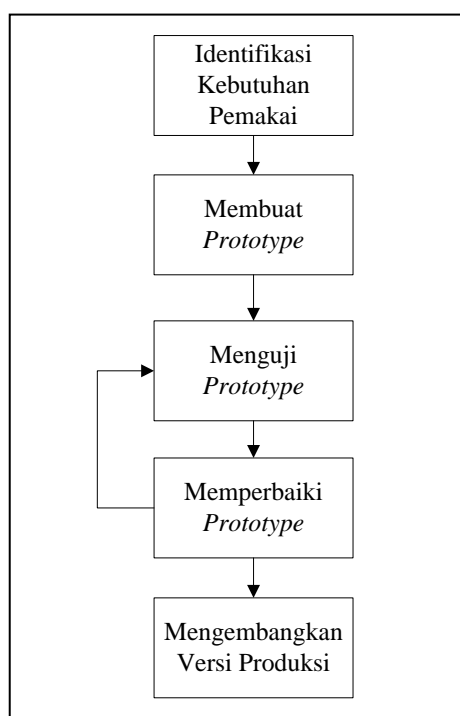 Identifikasi
Kebutuhan
Pemakai
Membuat
Prototype
Menguji
Prototype
Memperbaiki
Prototype
Mengembangkan
Versi Produksi